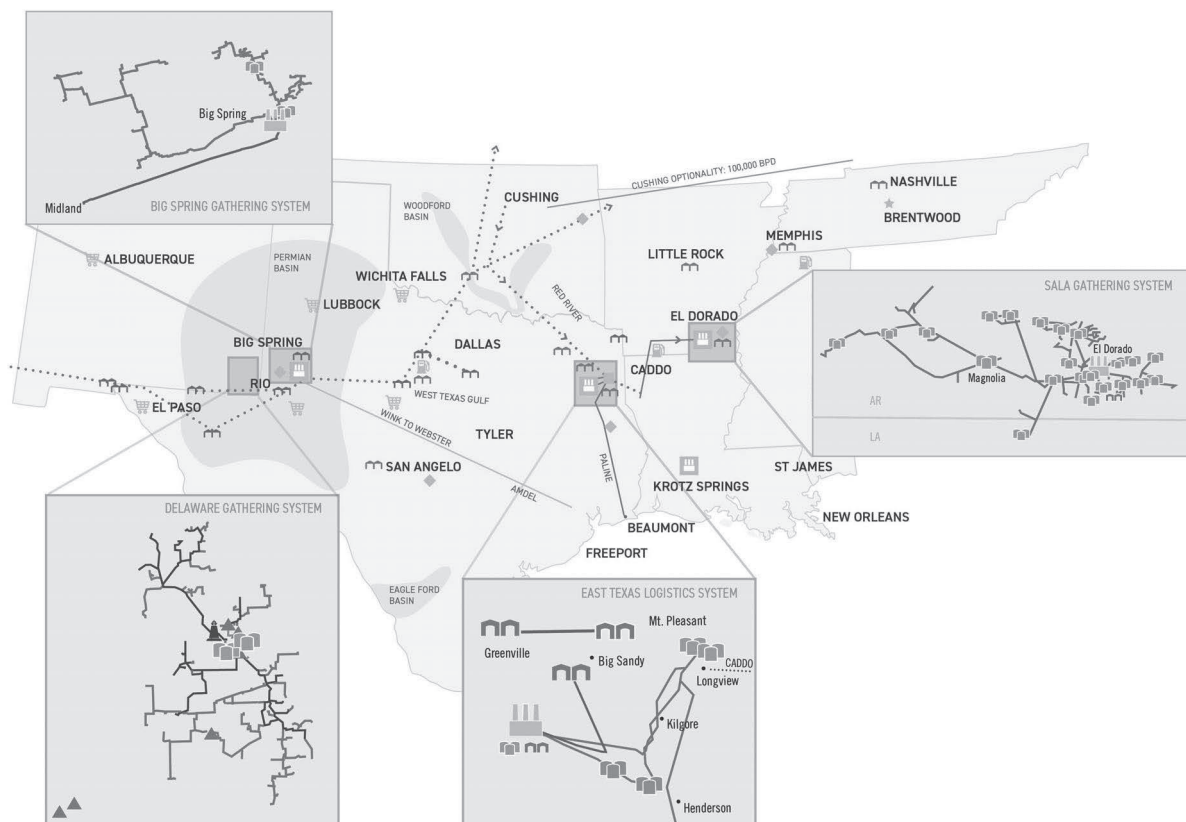 Big Spring
Midland
BIG SPRING GATHERING SYSTEM
CUSHING OPTIONALITY: 100,000 BPD
NASHVILLE
BRENTWOOD
WOODFORD
BASIN
CUSHING
MEMPHIS
ALBUQUERQUE
PERMIAN
BASIN
WICHITA FALLS
LITTLE ROCK
LUBBOCK
RED RIVER
EL DORADO
SALA GATHERING SYSTEM
El Dorado
Magnolia
AR
LA
BIG SPRING
DALLAS
CADDO
RIO
WEST TEXAS GULF
EL PASO
WINK TO WEBSTER
TYLER
PALINE
SAN ANGELO
AMDEL
ST JAMES
KROTZ SPRINGS
NEW ORLEANS
BEAUMONT
FREEPORT
DELAWARE GATHERING SYSTEM
EAGLE FORD
BASIN
EAST TEXAS LOGISTICS SYSTEM
Mt. Pleasant
Greenville
Big Sandy
CADDO
Longview
Kilgore
Henderson